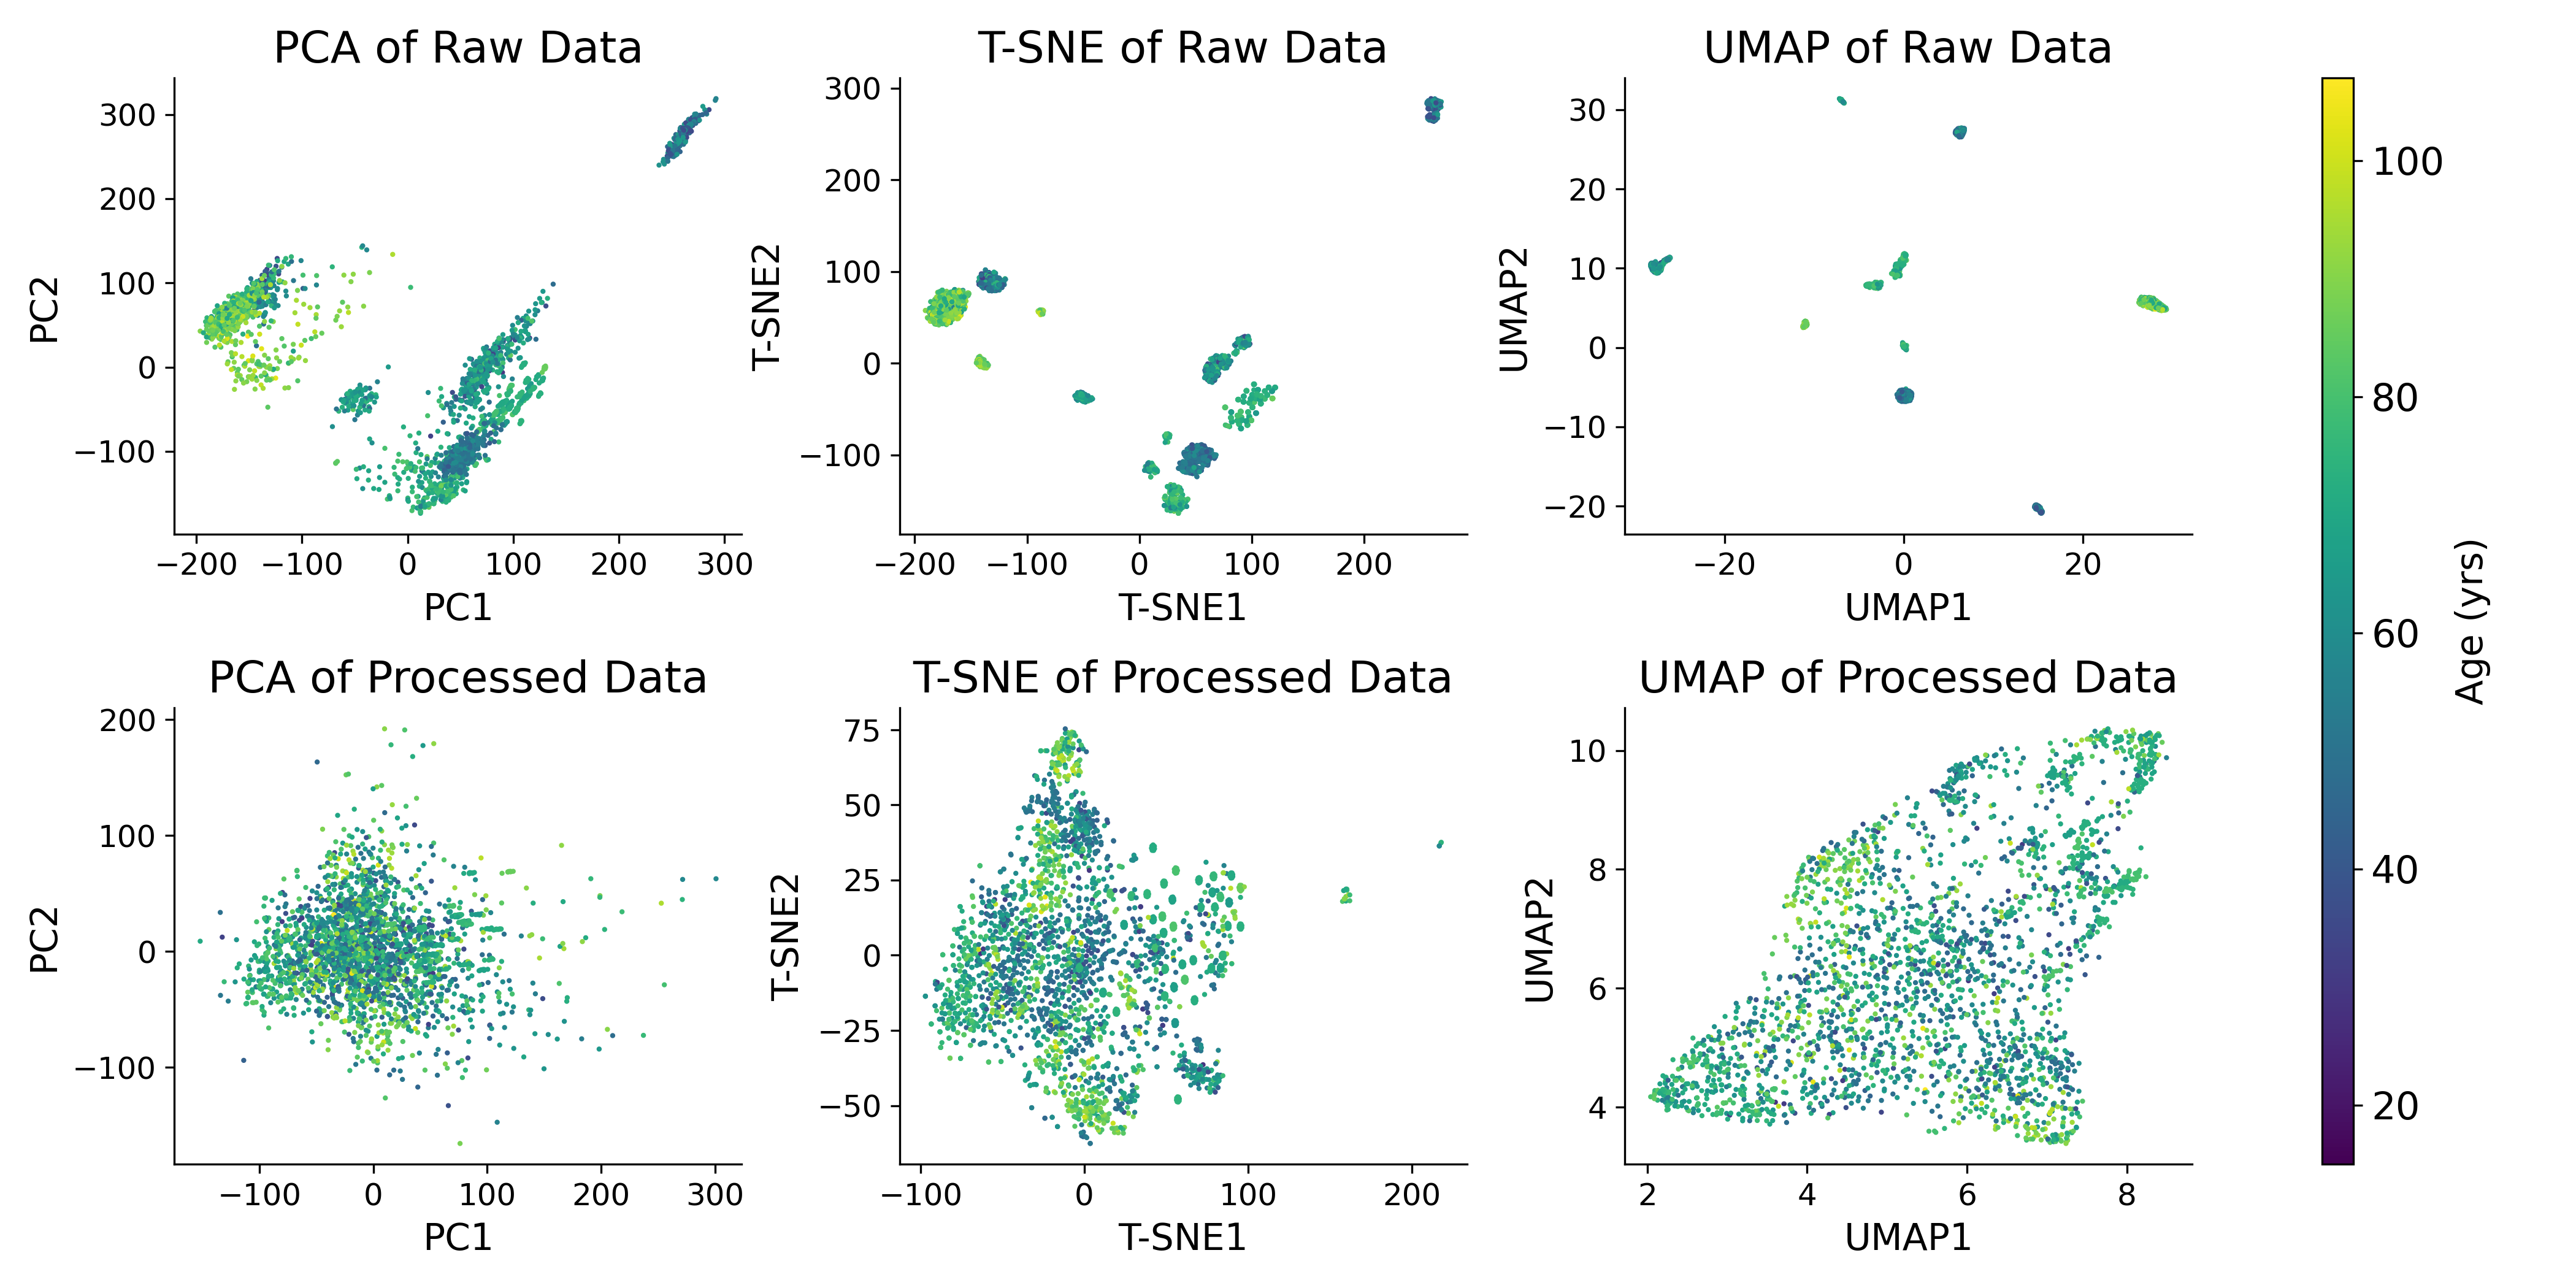 PCA of Raw Data
300
200
100
0
−100
PC2
−200 −100 0 100 200 300
PC1
T-SNE of Raw Data
300
200
100
0
−100
T-SNE2
−200 −100 0 100 200
T-SNE1
UMAP of Raw Data
30
20
10
0
−10
−20
UMAP2
−20 0 20
UMAP1
PCA of Processed Data
200
100
0
−100
PC2
−100 0 100 200 300
PC1
T-SNE of Processed Data
75
50
25
0
−25
−50
T-SNE2
−100 0 100 200
T-SNE1
UMAP of Processed Data
10
8
6
4
UMAP2
2 4 6 8
UMAP1
100
80
60
40
20
Age (yrs)